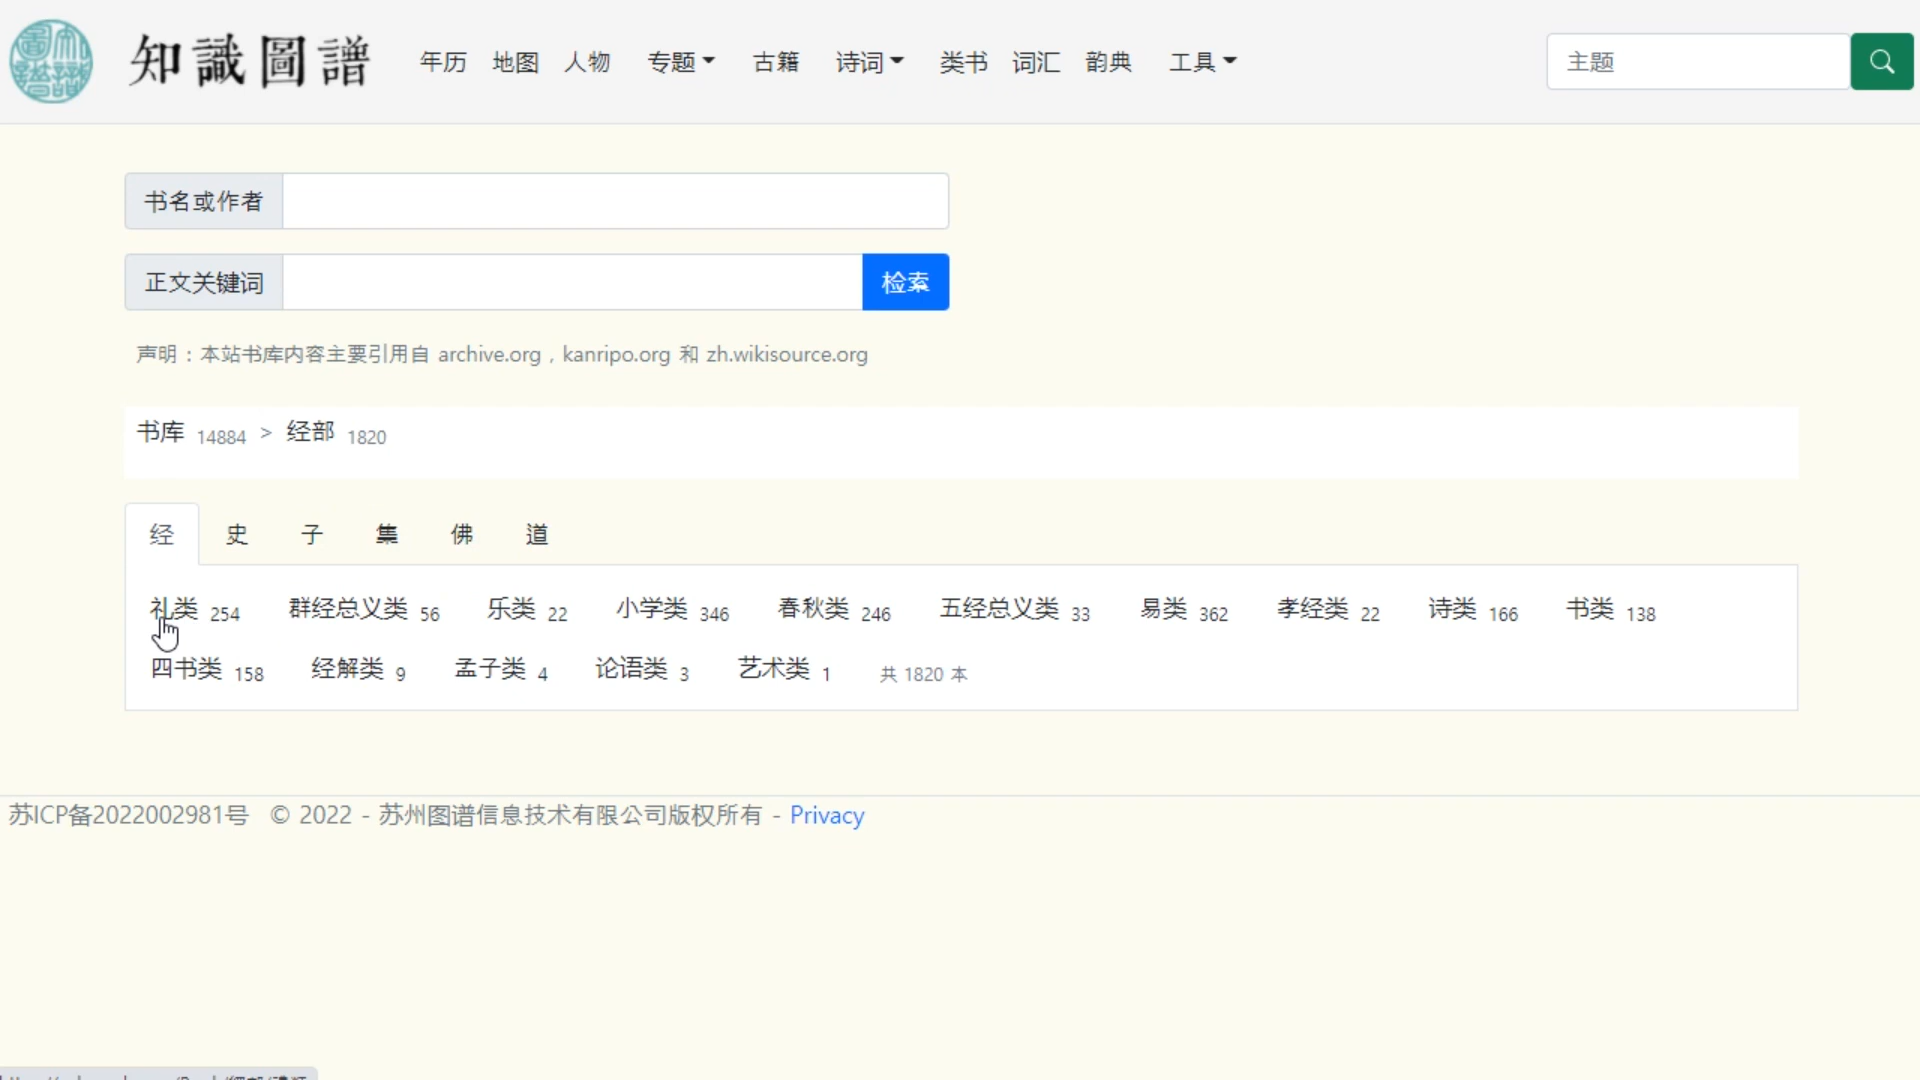 知識圖譜 年历 地图 人物 专题 古籍 诗词 类书 词汇 韵典 工具 主题
书名或作者
正文关键词 检索
声明：本站书库内容主要引用自 archive.org，kanripo.org 和 zh.wikisource.org
书库 14884 > 经部 1820
经 史 子 集 佛 道
礼类 254 群经总义类 56 乐类 22 小学类 346 春秋类 246 五经总义类 33 易类 362 孝经类 22 诗类 166 书类 138
四书类 158 经解类 9 孟子类 4 论语类 3 艺术类 1 共 1820 本
苏ICP备2022002981号 © 2022 - 苏州图谱信息技术有限公司版权所有 - Privacy